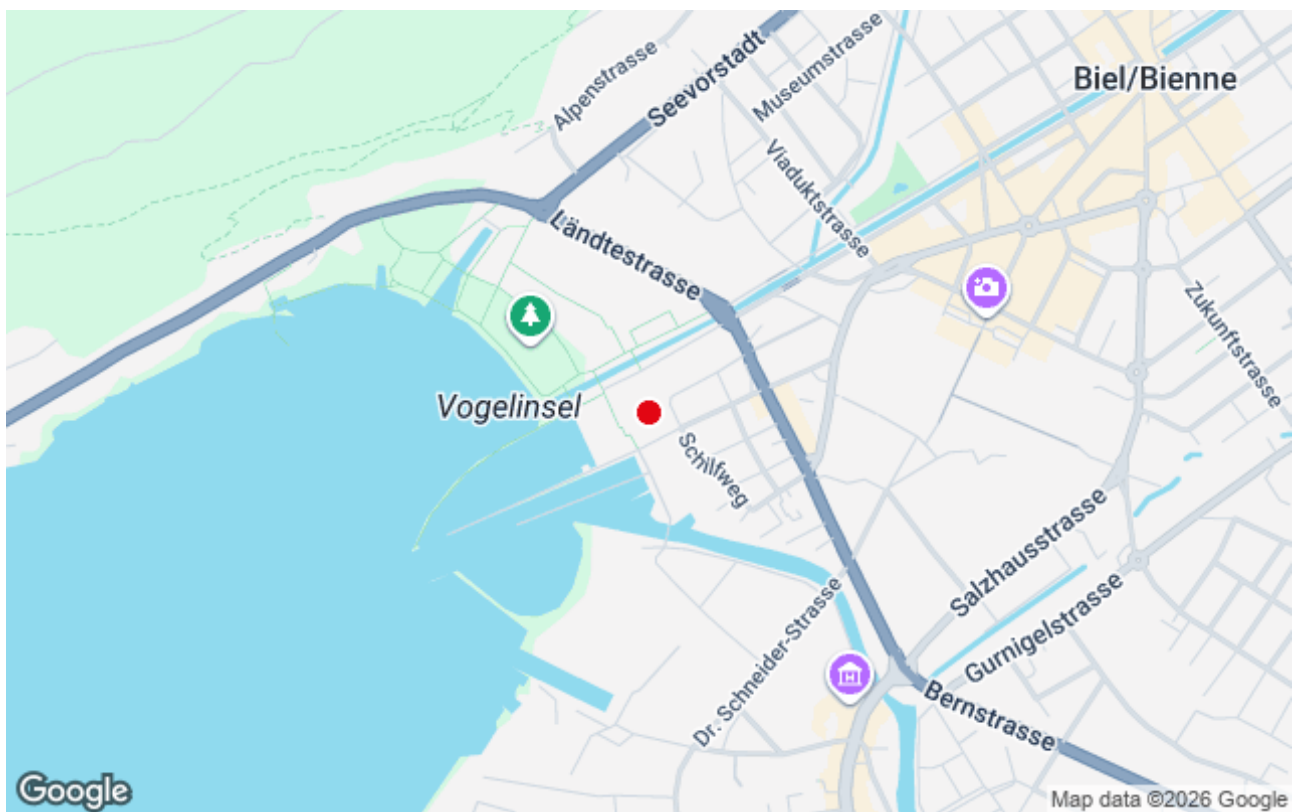 Alpenstrasse
Seevorstadt
Museumstrasse
Biel/Bienne
Viaduktstrasse
Ländtestrasse
Zukunftstrasse
Vogelinsel
Schilfweg
Salzhausstrasse
Gurnigelstrasse
Dr. Schneider-Strasse
H
Bernstrasse
Google
Map data ©2026 Google